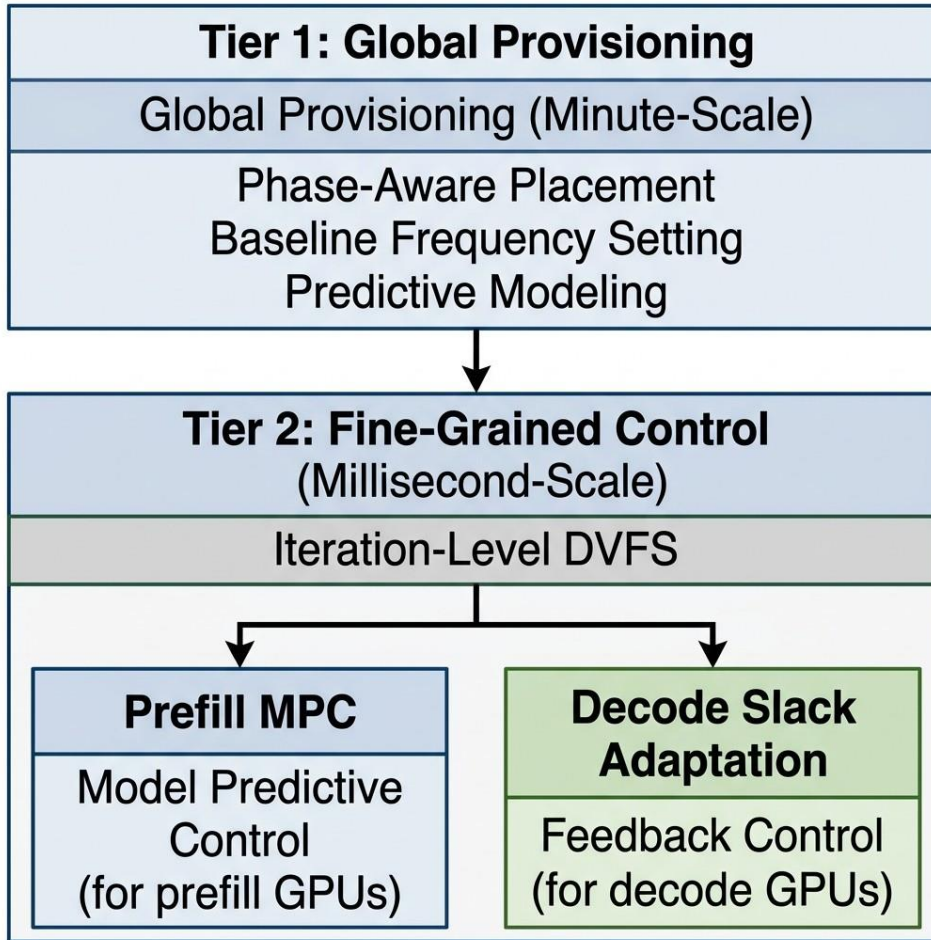 Tier 1: Global Provisioning
Global Provisioning (Minute-Scale)
Phase-Aware Placement
Baseline Frequency Setting
Predictive Modeling
Tier 2: Fine-Grained Control
(Millisecond-Scale)
Iteration-Level DVFS
Prefill MPC
Model Predictive
Control
(for prefill GPUs)
Decode Slack
Adaptation
Feedback Control
(for decode GPUs)